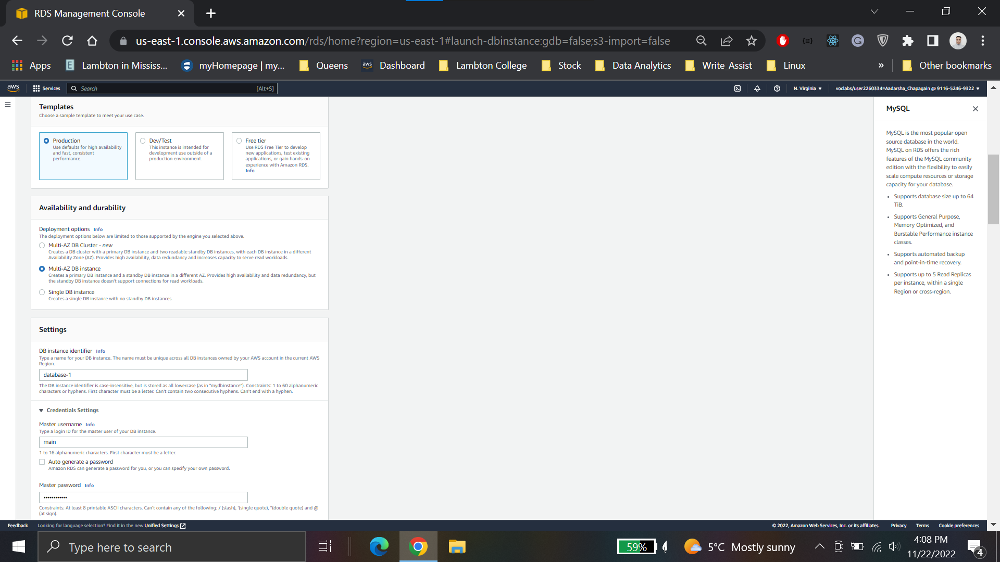 RDS Management Console
us-east-1.console.aws.amazon.com/rds/home?region=us-east-1#launch-dbinstance:gdb=false;s3-import=false
Apps
Lambton in Mississ...
myHomepage | my...
Queens
Dashboard
Lambton College
Stock
Data Analytics
Write_Assist
Linux
»
Other bookmarks
aws
Services
Search
[Alt+S]
N. Virginia
voclabs/user2260334=Aadarsha_Chapagain @ 9116-5246-9322
Templates
Choose a sample template to meet your use case.
Production
Use defaults for high availability
and fast, consistent
performance.
Dev/Test
This instance is intended for
development use outside of a
production environment.
Free tier
Use RDS Free Tier to develop
new applications, test existing
applications, or gain hands-on
experience with Amazon RDS.
Info
Availability and durability
Deployment options Info
The deployment options below are limited to those supported by the engine you selected above.
Multi-AZ DB Cluster - new
Creates a DB cluster with a primary DB instance and two readable standby DB instances, with each DB instance in a different
Availability Zone (AZ). Provides high availability, data redundancy and increases capacity to serve read workloads.
Multi-AZ DB instance
Creates a primary DB instance and a standby DB instance in a different AZ. Provides high availability and data redundancy, but
the standby DB instance doesn't support connections for read workloads.
Single DB instance
Creates a single DB instance with no standby DB instances.
Settings
DB instance identifier Info
Type a name for your DB instance. The name must be unique across all DB instances owned by your AWS account in the current AWS
Region.
database-1
The DB instance identifier is case-insensitive, but is stored as all lowercase (as in "mydbinstance"). Constraints: 1 to 60 alphanumeric
characters or hyphens. First character must be a letter. Can't contain two consecutive hyphens. Can't end with a hyphen.
Credentials Settings
Master username Info
Type a login ID for the master user of your DB instance.
main
1 to 16 alphanumeric characters. First character must be a letter.
Auto generate a password
Amazon RDS can generate a password for you, or you can specify your own password.
Master password Info
••••••••••••
Constraints: At least 8 printable ASCII characters. Can't contain any of the following: / (slash), '(single quote), "(double quote) and @
(at sign).
MySQL
MySQL is the most popular open
source database in the world.
MySQL on RDS offers the rich
features of the MySQL community
edition with the flexibility to easily
scale compute resources or storage
capacity for your database.
• Supports database size up to 64
TiB.
• Supports General Purpose,
Memory Optimized, and
Burstable Performance instance
classes.
• Supports automated backup
and point-in-time recovery.
• Supports up to 5 Read Replicas
per instance, within a single
Region or cross-region.
Feedback
Looking for language selection? Find it in the new Unified Settings
© 2022, Amazon Web Services, Inc. or its affiliates.
Privacy
Terms
Cookie preferences
Type here to search
59%
5°C Mostly sunny
4:08 PM
11/22/2022
4